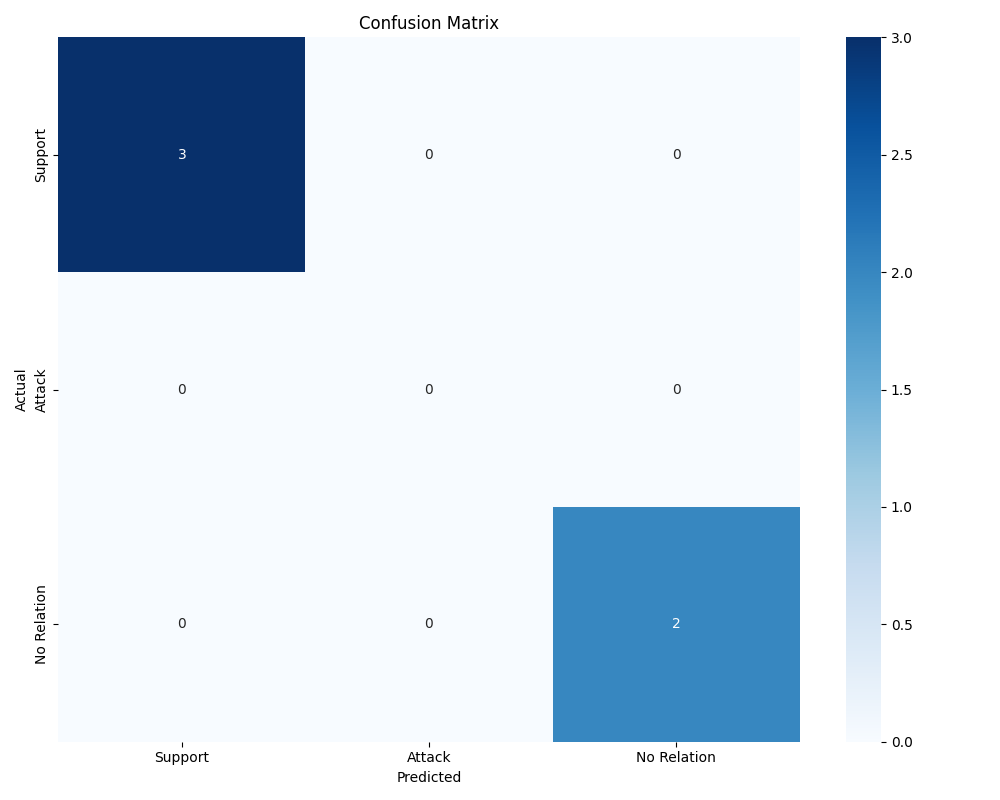 Confusion Matrix
Actual
Support
3 0 0
Attack
0 0 0
No Relation
0 0 2
Support Attack No Relation
Predicted
3.0
2.5
2.0
1.5
1.0
0.5
0.0